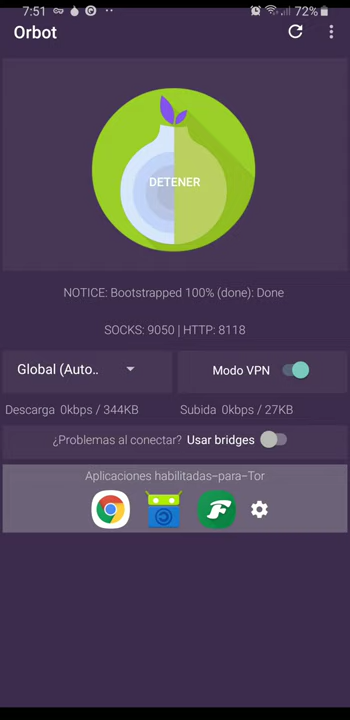 7:51 72%
Orbot
DETENER
NOTICE: Bootstrapped 100% (done): Done
SOCKS: 9050 | HTTP: 8118
Global (Auto.. Modo VPN
Descarga 0kbps / 344KB Subida 0kbps / 27KB
¿Problemas al conectar? Usar bridges
Aplicaciones habilitadas-para-Tor